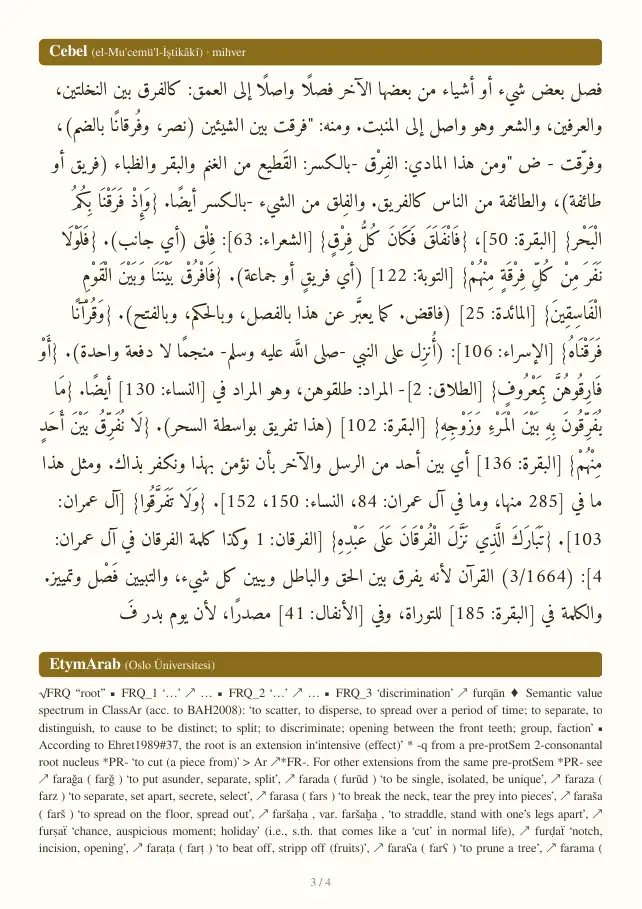 Cebel (el-Mu'cemü'l-İştikâkî) · mihver
فصل بعض شيء أو أشياء من بعضها الآخر فصلًا واصلًا إلى العمق: كالفرق بين النخلتين،
والعرفين، والشعر وهو واصل إلى المنبت. ومنه: "فرقت بين الشيئين (نصر، وفُرقانًا بالضم)،
وفرّقت - ض "ومن هذا المادي: الفِرْق -بالكسر: القَطيع من الغنم والبقر والظباء (فريق أو
طائفة)، والطائفة من الناس كالفريق. والفِلق من الشيء -بالكسر أيضًا. {وَإِذْ فَرَقْنَا بِكُمُ
الْبَحْرَ} [البقرة: 50]، {فَانْفَلَقَ فَكَانَ كُلُّ فِرْقٍ} [الشعراء: 63]: فِلْق (أي جانب). {فَلَوْلَا
نَفَرَ مِنْ كُلِّ فِرْقَةٍ مِنْهُمْ} [التوبة: 122] (أي فريقٍ أو جماعة). {فَافْرُقْ بَيْنَنَا وَبَيْنَ الْقَوْمِ
الْفَاسِقِينَ} [المائدة: 25] (فاقض. كما يعبَّر عن هذا بالفصل، وبالحكم، وبالفتح). {وَقُرْآنًا
فَرَقْنَاهُ} [الإسراء: 106]: (أُنزِل على النبي -صلى الله عليه وسلم- منجمًا لا دفعة واحدة). {أَوْ
فَارِقُوهُنَّ بِمَعْرُوفٍ} [الطلاق: 2]- المراد: طلقوهن، وهو المراد في [النساء: 130] أيضًا. {مَا
يُفَرِّقُونَ بِهِ بَيْنَ الْمَرْءِ وَزَوْجِهِ} [البقرة: 102] (هذا تفريق بواسطة السحر). {لَا نُفَرِّقُ بَيْنَ أَحَدٍ
مِنْهُمْ} [البقرة: 136] أي بين أحد من الرسل والآخر بأن نؤمن بهذا ونكفر بذاك. ومثل هذا
ما في [285 منها، وما في آل عمران: 84، النساء: 150، 152]. {وَلَا تَفَرَّقُوا} [آل عمران:
103]. {تَبَارَكَ الَّذِي نَزَّلَ الْفُرْقَانَ عَلَى عَبْدِهِ} [الفرقان: 1 وكذا كلمة الفرقان في آل عمران:
4]: (3/1664) القرآن لأنه يفرق بين الحق والباطل ويبين كل شيء، والتبيين فَصْل وتمييز.
والكلمة في [البقرة: 185] للتوراة، وفي [الأنفال: 41] مصدرًا، لأن يوم بدر فَ
EtymArab (Oslo Üniversitesi)
√FRQ “root” ▪ FRQ_1 ‘…’ ↗ … ▪ FRQ_2 ‘…’ ↗ … ▪ FRQ_3 ‘discrimination’ ↗ furqān ♦ Semantic value
spectrum in ClassAr (acc. to BAH2008): ‘to scatter, to disperse, to spread over a period of time; to separate, to
distinguish, to cause to be distinct; to split; to discriminate; opening between the front teeth; group, faction’ ▪
According to Ehret1989#37, the root is an extension in‘intensive (effect)’ * -q from a pre-protSem 2-consonantal
root nucleus *PR- ‘to cut (a piece from)’ > Ar ↗*FR-. For other extensions from the same pre-protSem *PR- see
↗ faraǧa ( farǧ ) ‘to put asunder, separate, split’, ↗ farada ( furūd ) ‘to be single, isolated, be unique’, ↗ faraza (
farz ) ‘to separate, set apart, secrete, select’, ↗ farasa ( fars ) ‘to break the neck, tear the prey into pieces’, ↗ faraša
( farš ) ‘to spread on the floor, spread out’, ↗ faršaḥa , var. faršaḫa , ‘to straddle, stand with one’s legs apart’, ↗
furṣaẗ ‘chance, auspicious moment; holiday’ (i.e., s.th. that comes like a ‘cut’ in normal life), ↗ furḍaẗ ‘notch,
incision, opening’, ↗ faraṭa ( farṭ ) ‘to beat off, stripp off (fruits)’, ↗ faraʕa ( farʕ ) ‘to prune a tree’, ↗ farama (
3 / 4